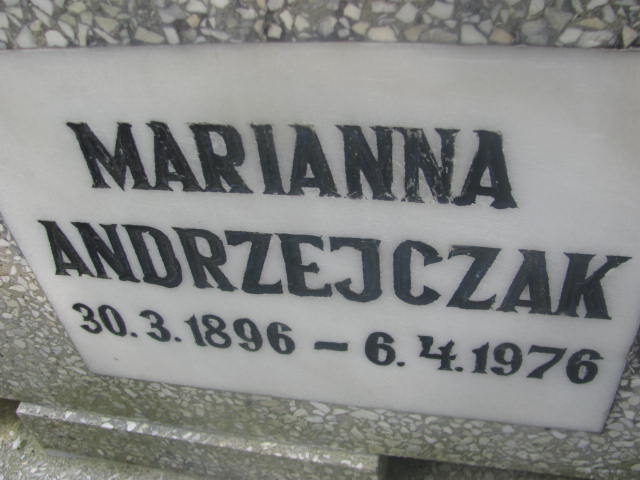 MARIANNA
ANDRZEJCZAK
30.3.1896 – 6.4.1976